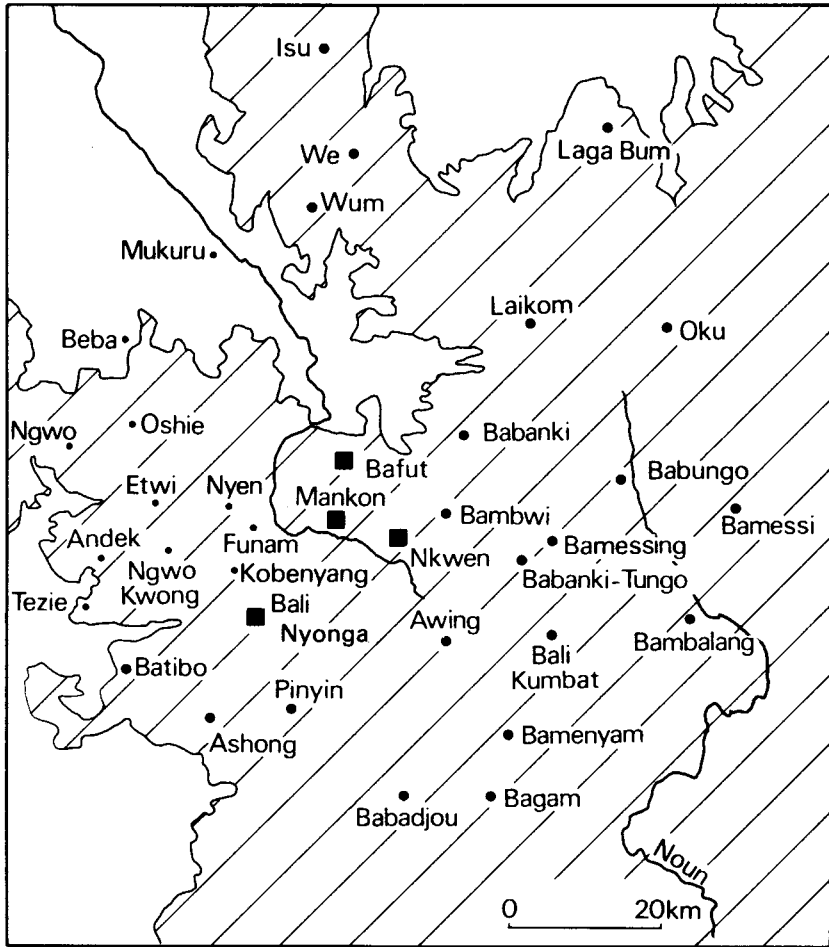 Isu
We
Laga Bum
Wum
Mukuru
Laikom
Oku
Beba
Oshie
Ngwo
Babanki
Bafut
Babungo
Etwi
Nyen
Mankon
Bambwi
Bamessi
Andek
Ngwo
Kwong
Funam
Nkwen
Bamessing
Kobenyang
Babanki-Tungo
Tezie
Bali
Nyonga
Awing
Bali
Kumbat
Bambalang
Batibo
Pinyin
Ashong
Bamenyam
Babadjou
Bagam
Noun
0 20km